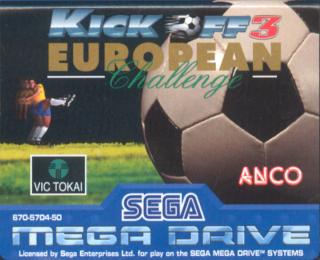 KICK OFF 3
EUROPEAN
Challenge
VIC TOKAI
ANCO
670-5704-50
SEGA
MEGA DRIVE
Licensed by Sega Enterprises Ltd. for play on the SEGA MEGA DRIVE™ SYSTEMS